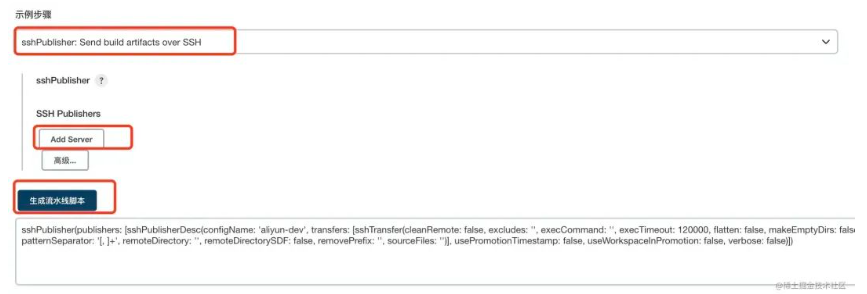 示例步骤
sshPublisher: Send build artifacts over SSH
sshPublisher ?
SSH Publishers
Add Server
高级...
生成流水线脚本
sshPublisher(publishers: [sshPublisherDesc(configName: 'aliyun-dev', transfers: [sshTransfer(cleanRemote: false, excludes: '', execCommand: '', execTimeout: 120000, flatten: false, makeEmptyDirs: false
patternSeparator: '[, ]+', remoteDirectory: '', remoteDirectorySDF: false, removePrefix: '', sourceFiles: '')], usePromotionTimestamp: false, useWorkspaceInPromotion: false, verbose: false)])
@稀土掘金技术社区